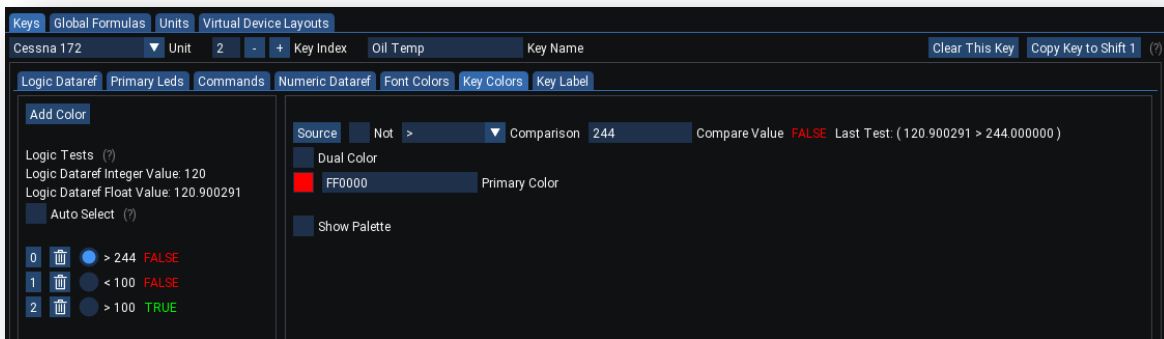 Keys Global Formulas Units Virtual Device Layouts
Cessna 172 Unit 2 - + Key Index Oil Temp Key Name Clear This Key Copy Key to Shift 1 (?)
Logic Dataref Primary Leds Commands Numeric Dataref Font Colors Key Colors Key Label
Add Color
Logic Tests (?)
Logic Dataref Integer Value: 120
Logic Dataref Float Value: 120.900291
Auto Select (?)
0 > 244 FALSE
1 < 100 FALSE
2 > 100 TRUE
Source Not > Comparison 244 Compare Value FALSE Last Test: ( 120.900291 > 244.000000 )
Dual Color
FF0000 Primary Color
Show Palette